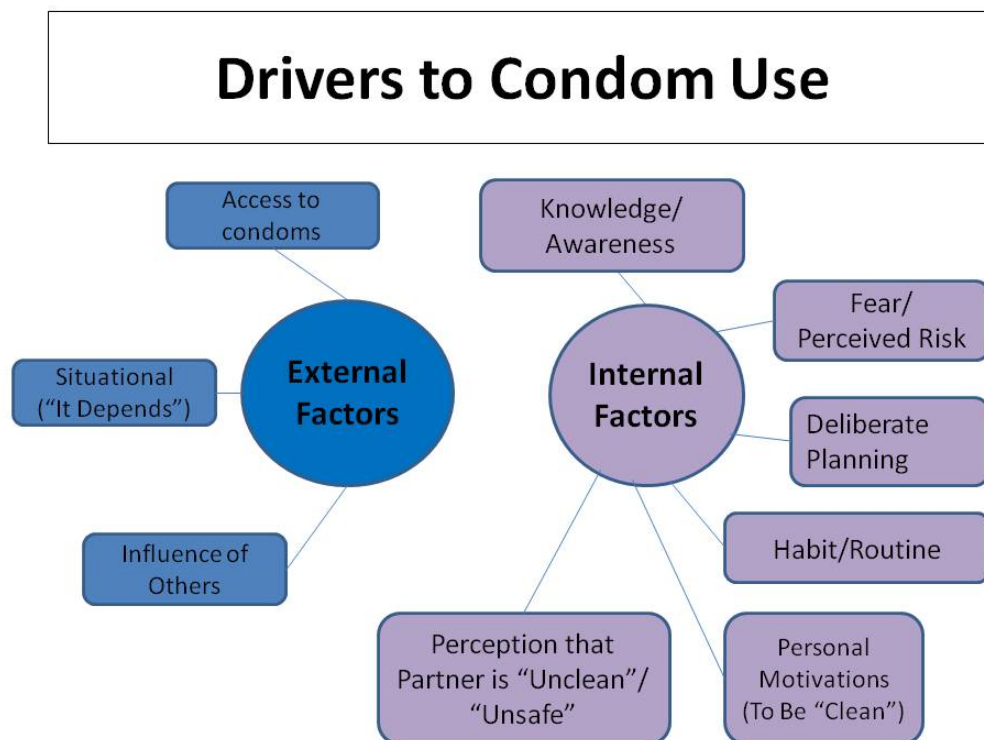 Drivers to Condom Use
Access to
condoms
External
Factors
Situational
(“It Depends”)
Influence of
Others
Knowledge/
Awareness
Internal
Factors
Fear/
Perceived Risk
Deliberate
Planning
Habit/Routine
Perception that
Partner is “Unclean”/
“Unsafe”
Personal
Motivations
(To Be “Clean”)